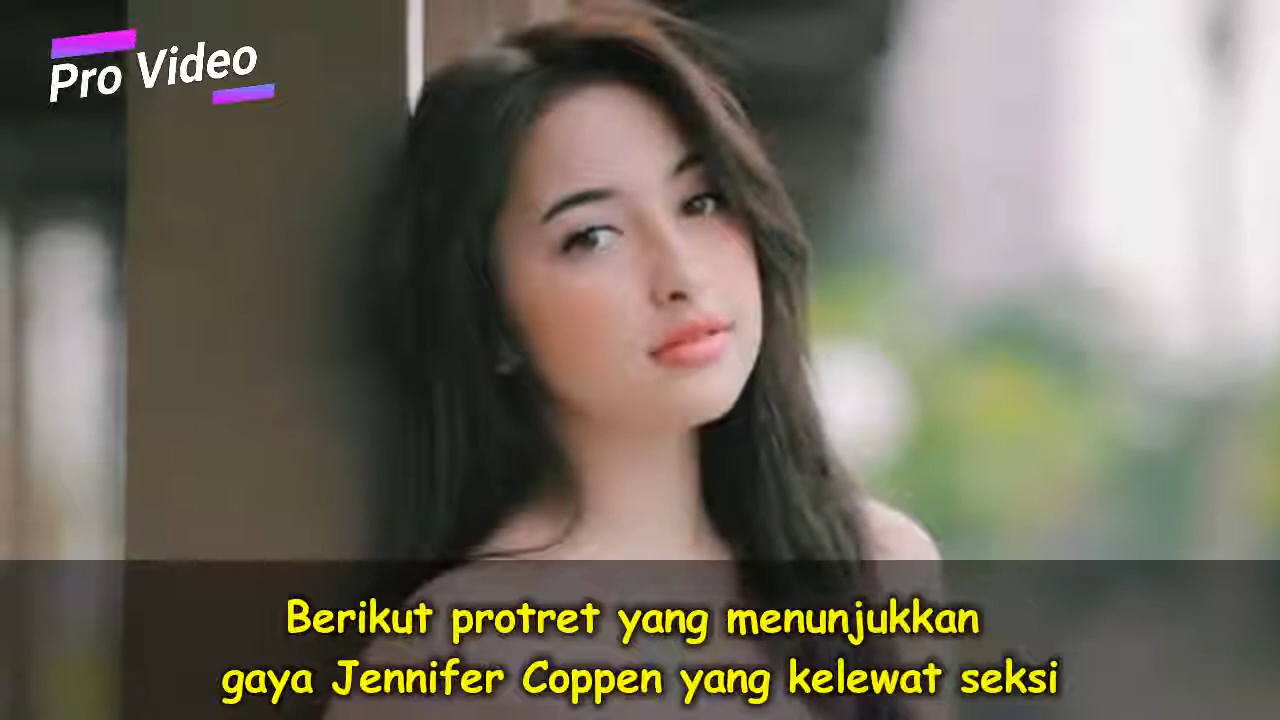 Pro Video
Berikut protret yang menunjukkan
gaya Jennifer Coppen yang kelewat seksi